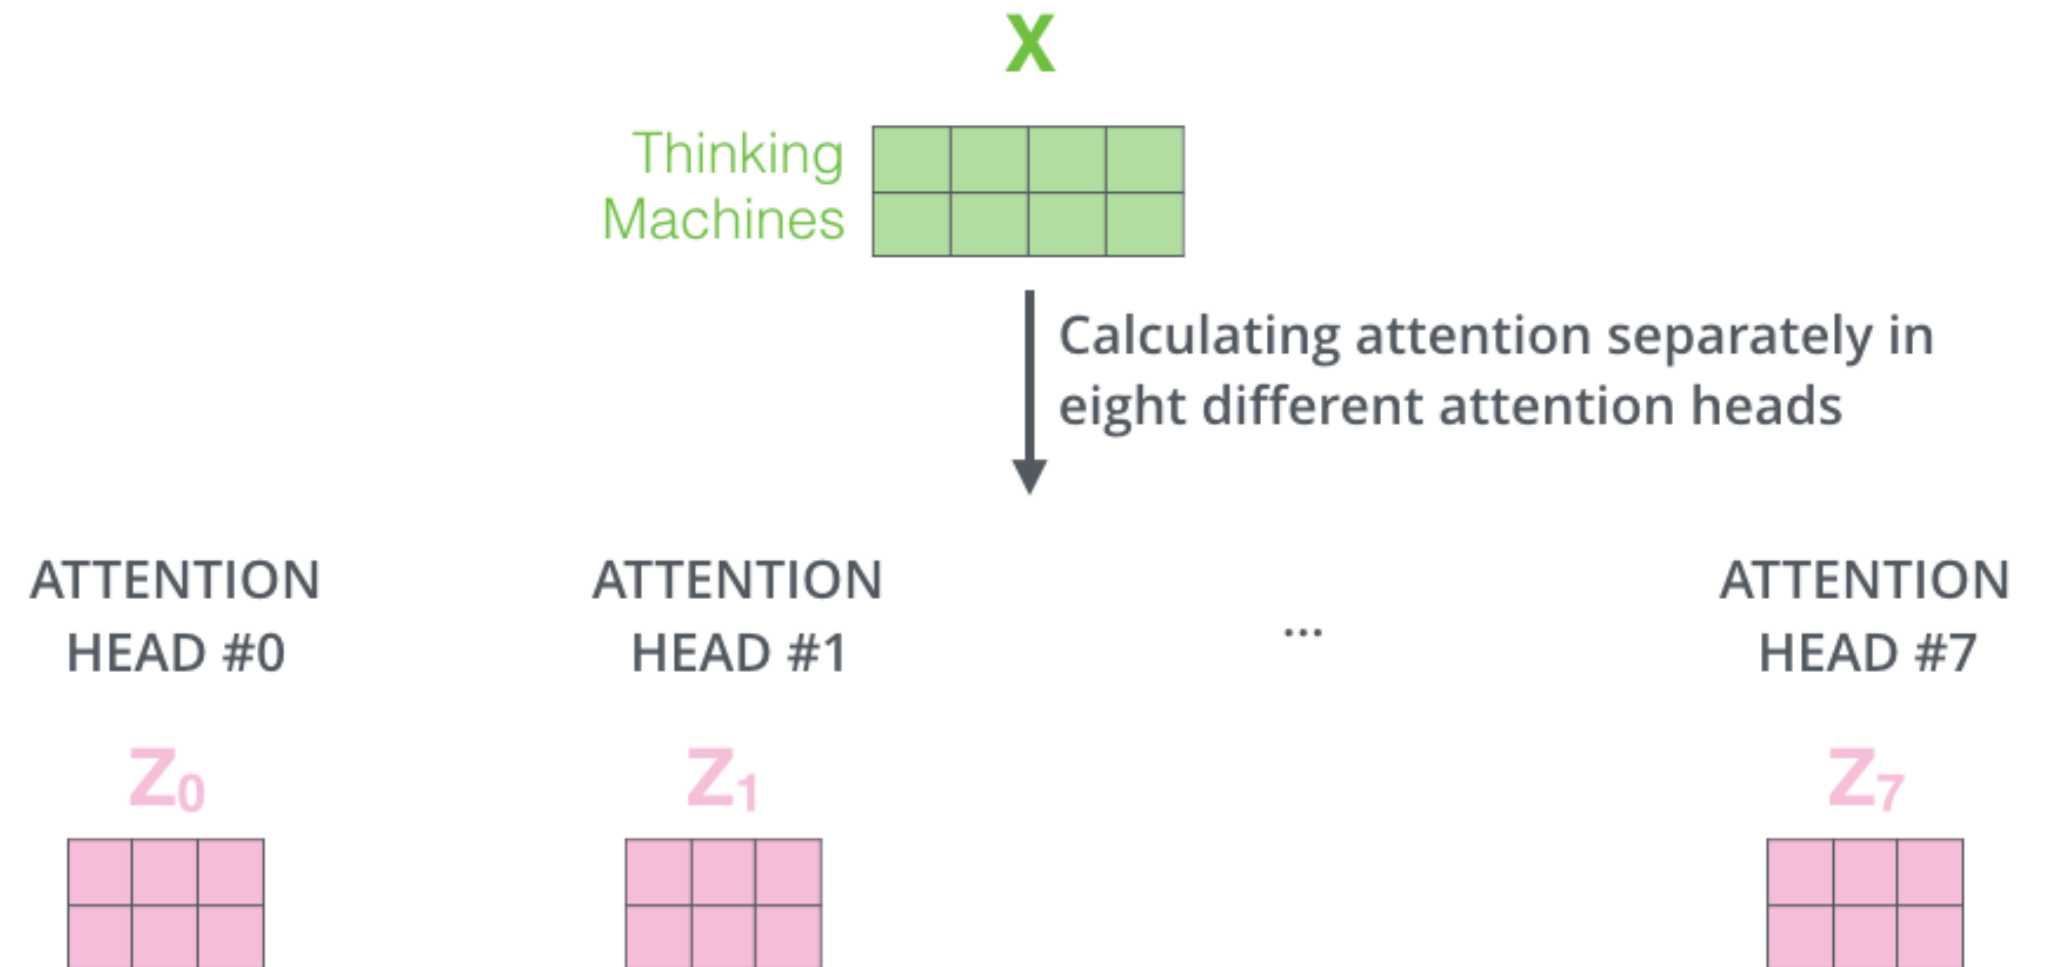 X
Thinking
Machines
Calculating attention separately in
eight different attention heads
ATTENTION
HEAD #0
ATTENTION
HEAD #1
...
ATTENTION
HEAD #7
Z0
Z1
Z7